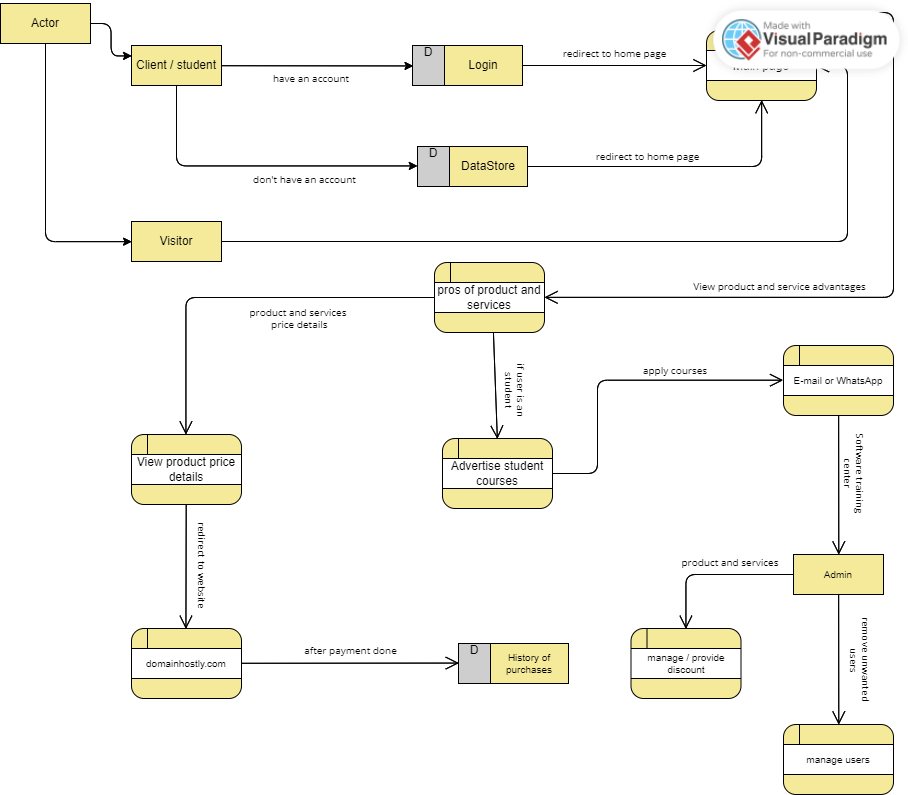 Actor
Made with
Visual Paradigm
For non-commercial use
Client / student
have an account
D
Login
redirect to home page
main page
don't have an account
D
DataStore
redirect to home page
Visitor
View product and service advantages
pros of product and
services
product and services
price details
if user is an
student
apply courses
E-mail or WhatsApp
View product price
details
Advertise student
courses
Software training
center
redirect to website
product and services
Admin
domainhostly.com
after payment done
D
History of
purchases
manage / provide
discount
remove unwanted
users
manage users